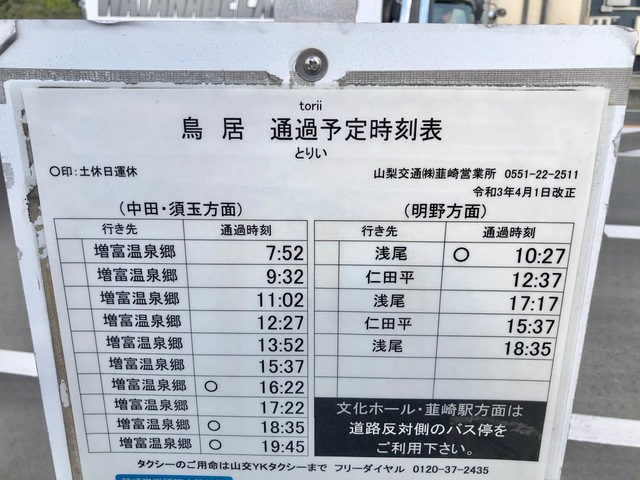 torii
鳥居 通過予定時刻表
とりい
○印：土休日運休
山梨交通㈱韮崎営業所 0551-22-2511
令和3年4月1日改正
（中田・須玉方面）
行き先 通過時刻
増富温泉郷 7:52
増富温泉郷 9:32
増富温泉郷 11:02
増富温泉郷 12:27
増富温泉郷 13:52
増富温泉郷 15:37
増富温泉郷 ○ 16:22
増富温泉郷 17:22
増富温泉郷 ○ 18:35
増富温泉郷 ○ 19:45
（明野方面）
行き先 通過時刻
浅尾 ○ 10:27
仁田平 12:37
浅尾 17:17
仁田平 15:37
浅尾 18:35
文化ホール・韮崎駅方面は
道路反対側のバス停を
ご利用下さい。
タクシーのご用命は山交YKタクシーまで フリーダイヤル 0120-37-2435